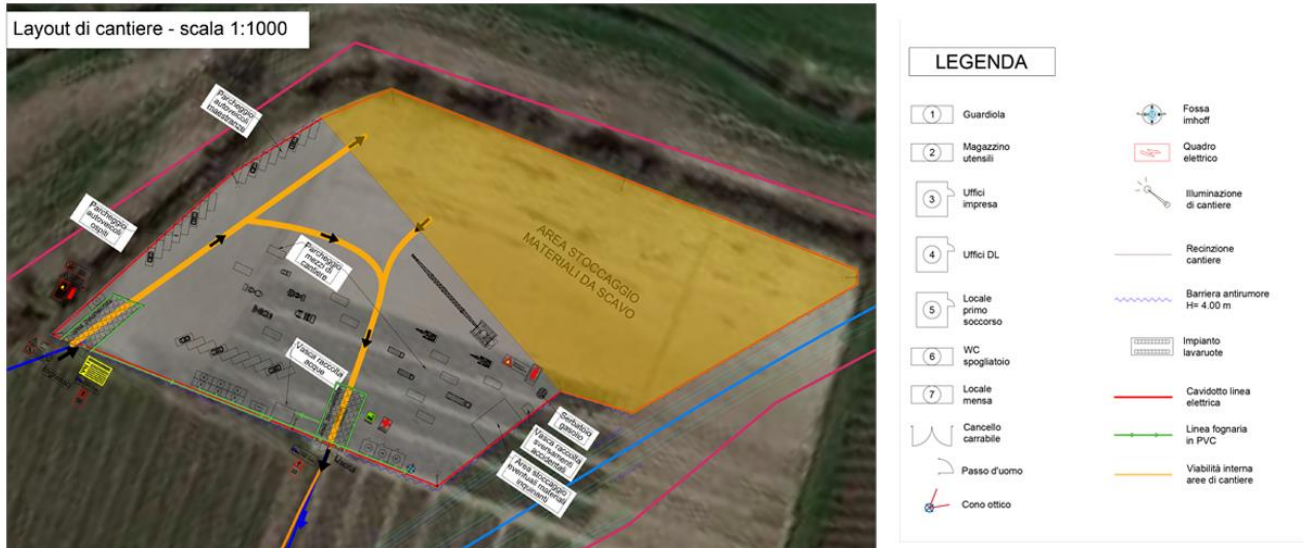 Layout di cantiere - scala 1:1000
Parcheggio
autoveicoli
maestranze
Parcheggio
autoveicoli
ospiti
Parcheggio
mezzi di
cantiere
AREA STOCCAGGIO
MATERIALI DA SCAVO
Vasca raccolta
acque
Serbatoio
gasolio
Vasca raccolta
sversamenti
accidentali
Area stoccaggio
eventuali materiali
inquinanti
Ingresso
Uscita
LEGENDA
1 Guardiola
2 Magazzino
utensili
3 Uffici
impresa
4 Uffici DL
5 Locale
primo
soccorso
6 WC
spogliatoio
7 Locale
mensa
Cancello
carrabile
Passo d'uomo
Cono ottico
Fossa
imhoff
Quadro
elettrico
Illuminazione
di cantiere
Recinzione
cantiere
Barriera antirumore
H= 4.00 m
Impianto
lavaruote
Cavidotto linea
elettrica
Linea fognaria
in PVC
Viabilità interna
aree di cantiere